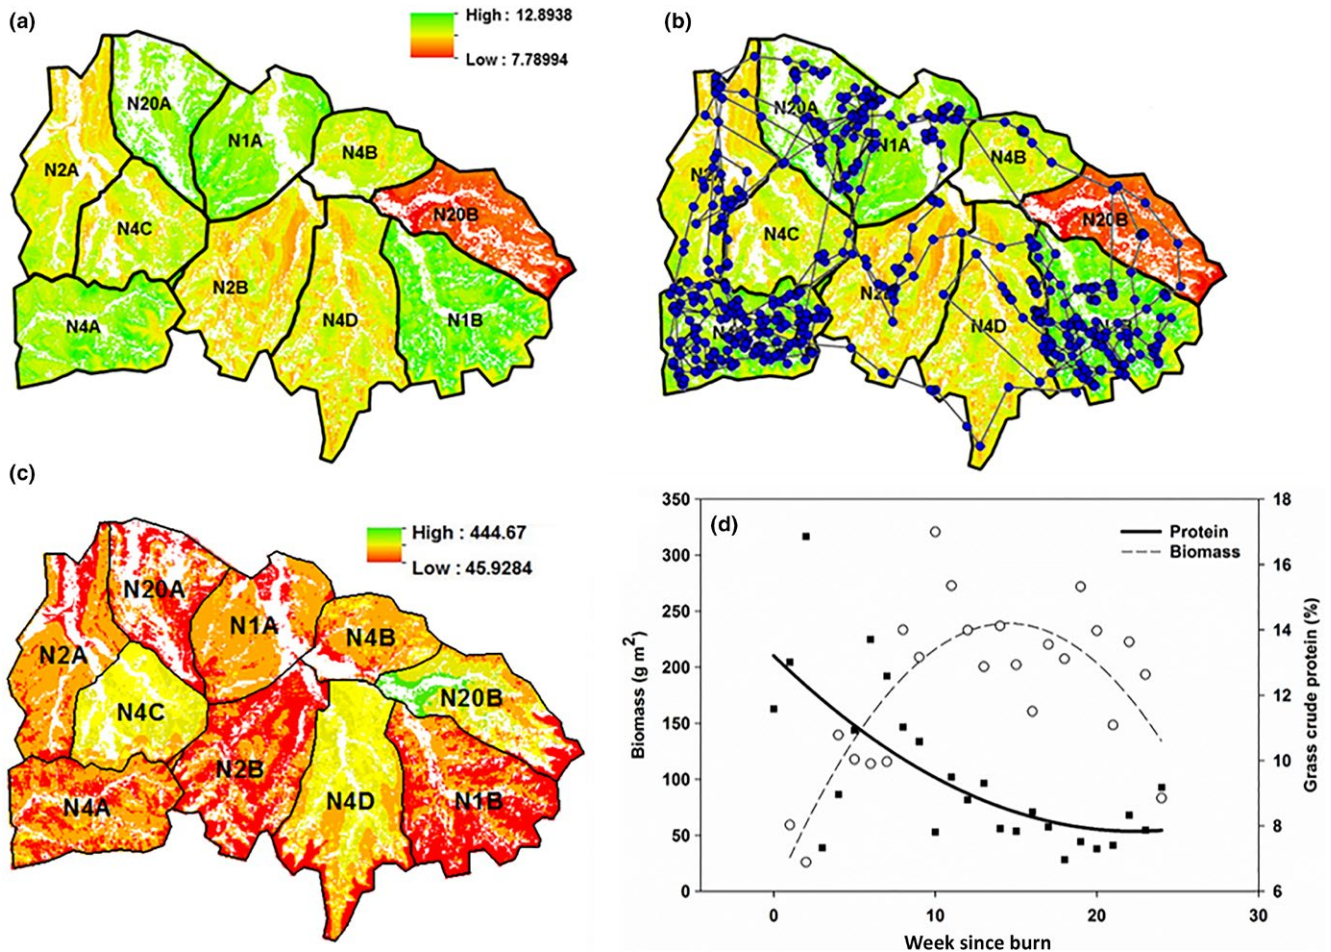 (a)
High : 12.8938
Low : 7.78994
N20A
N1A
N4B
N2A
N20B
N4C
N2B
N4A
N4D
N1B
(b)
N20A
N1A
N4B
N20B
N4C
N4D
(c)
High : 444.67
Low : 45.9284
N20A
N1A
N4B
N2A
N20B
N4C
N2B
N4A
N4D
N1B
(d)
Protein
Biomass
350
300
250
200
150
100
50
0
Biomass (g m²)
18
16
14
12
10
8
6
Grass crude protein (%)
0 10 20 30
Week since burn